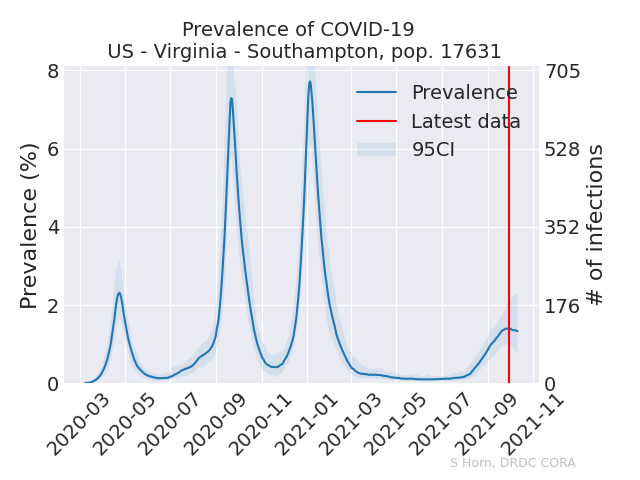 Prevalence of COVID-19
US - Virginia - Southampton, pop. 17631
8
6
4
2
0
Prevalence (%)
705
528
352
176
0
# of infections
Prevalence
Latest data
95CI
2020-03
2020-05
2020-07
2020-09
2020-11
2021-01
2021-03
2021-05
2021-07
2021-09
2021-11
S Horn, DRDC CORA